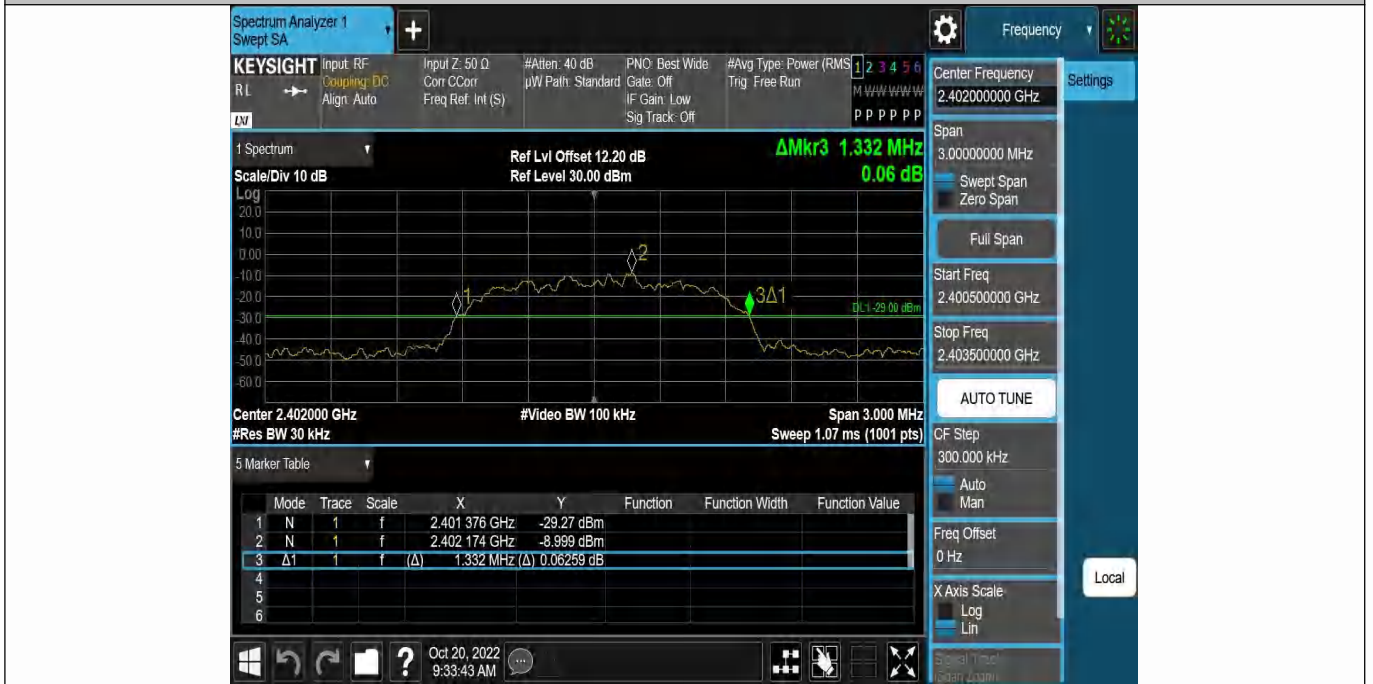 Spectrum Analyzer 1
Swept SA
+
Frequency
KEYSIGHT
RL
LXI
Input: RF
Coupling: DC
Align: Auto
Input Z: 50 Ω
Corr CCorr
Freq Ref: Int (S)
#Atten: 40 dB
µW Path: Standard
PNO: Best Wide
Gate: Off
IF Gain: Low
Sig Track: Off
#Avg Type: Power (RMS
Trig: Free Run
1 2 3 4 5 6
M W W W W W
P P P P P P
Center Frequency
2.402000000 GHz
Settings
1 Spectrum
Scale/Div 10 dB
Ref Lvl Offset 12.20 dB
Ref Level 30.00 dBm
ΔMkr3 1.332 MHz
0.06 dB
Span
3.00000000 MHz
Swept Span
Zero Span
Full Span
Start Freq
2.400500000 GHz
Stop Freq
2.403500000 GHz
AUTO TUNE
CF Step
300.000 kHz
Auto
Man
Freq Offset
0 Hz
X Axis Scale
Log
Lin
Local
Log
20.0
10.0
0.00
-10.0
-20.0
-30.0
-40.0
-50.0
-60.0
1
2
3Δ1
DL1 -29.00 dBm
Center 2.402000 GHz
#Video BW 100 kHz
Span 3.000 MHz
#Res BW 30 kHz
Sweep 1.07 ms (1001 pts)
5 Marker Table
Mode Trace Scale X Y Function Function Width Function Value
1 N 1 f 2.401 376 GHz -29.27 dBm
2 N 1 f 2.402 174 GHz -8.999 dBm
3 Δ1 1 f (Δ) 1.332 MHz (Δ) 0.06259 dB
4
5
6
?
Oct 20, 2022
9:33:43 AM